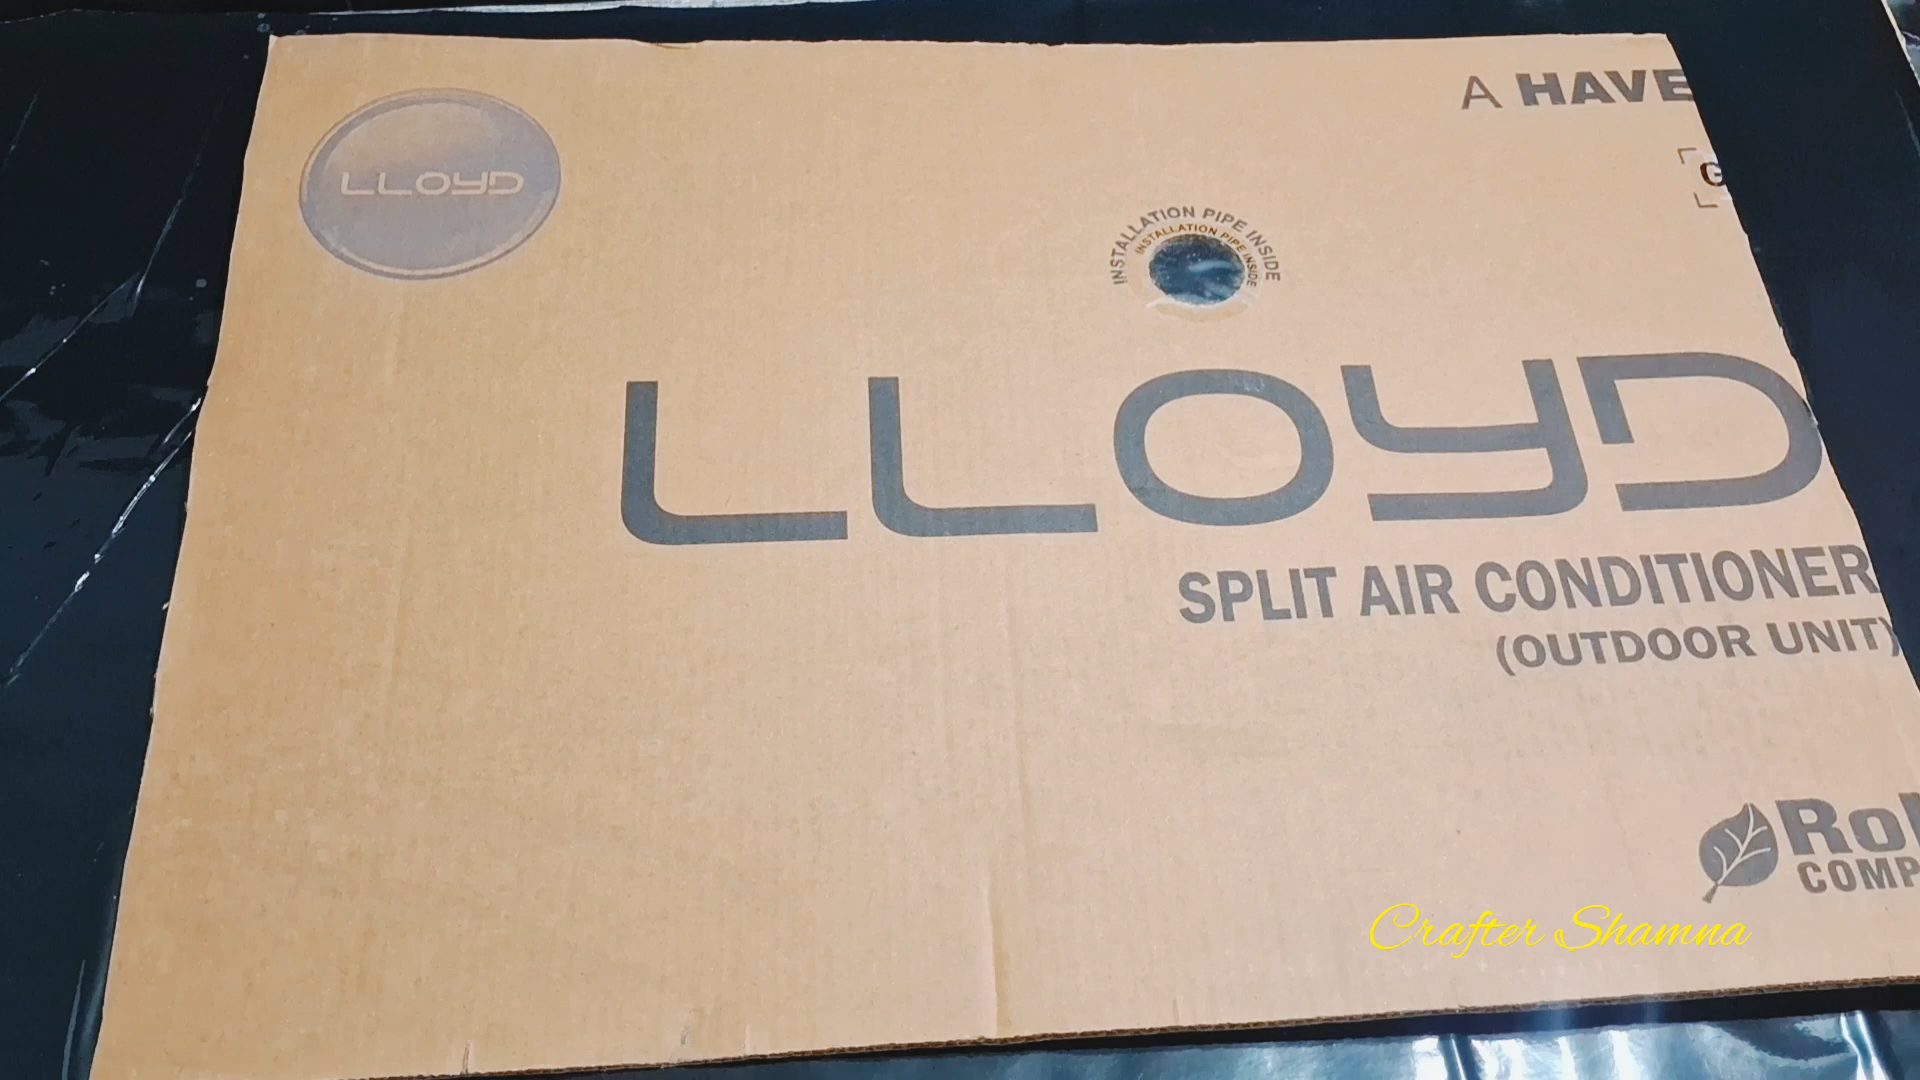 A HAVE
LLOYD
G
INSTALLATION PIPE INSIDE
INSTALLATION PIPE INSIDE
LLOYD
SPLIT AIR CONDITIONER
(OUTDOOR UNIT)
COMP
Crafter Shamna